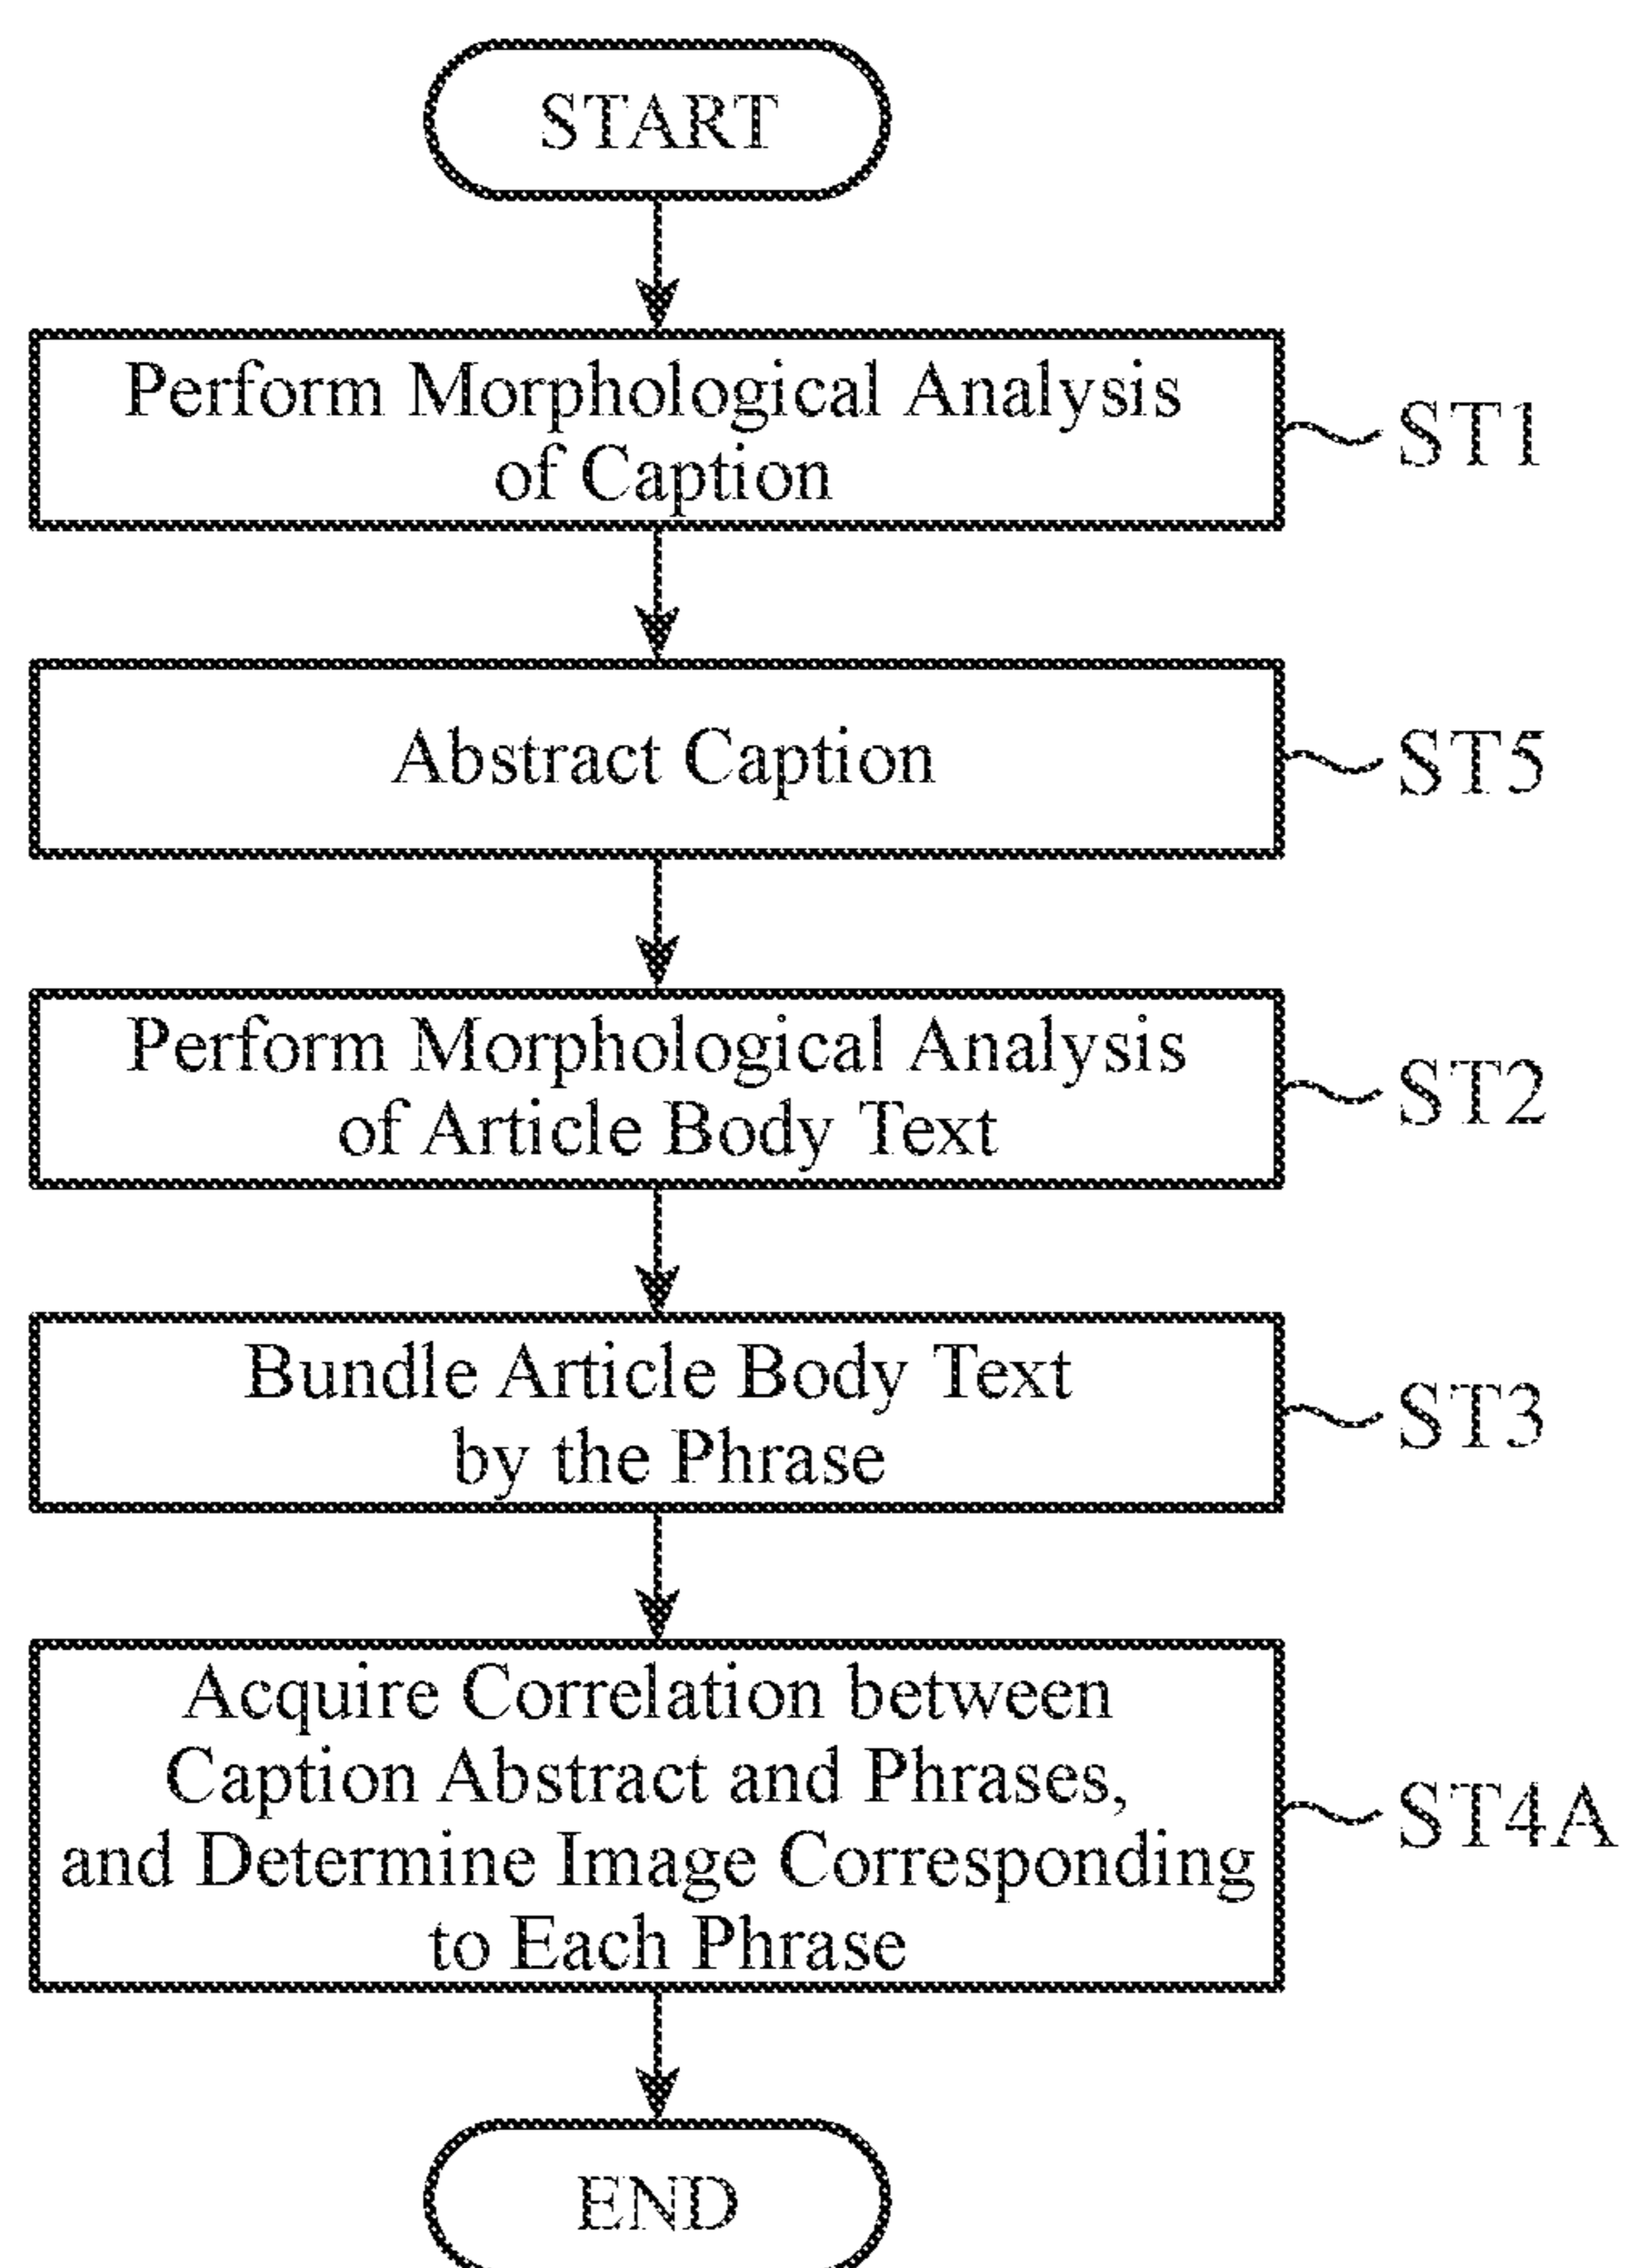 START
Perform Morphological Analysis
of Caption
ST1
Abstract Caption
ST5
Perform Morphological Analysis
of Article Body Text
ST2
Bundle Article Body Text
by the Phrase
ST3
Acquire Correlation between
Caption Abstract and Phrases,
and Determine Image Corresponding
to Each Phrase
ST4A
END